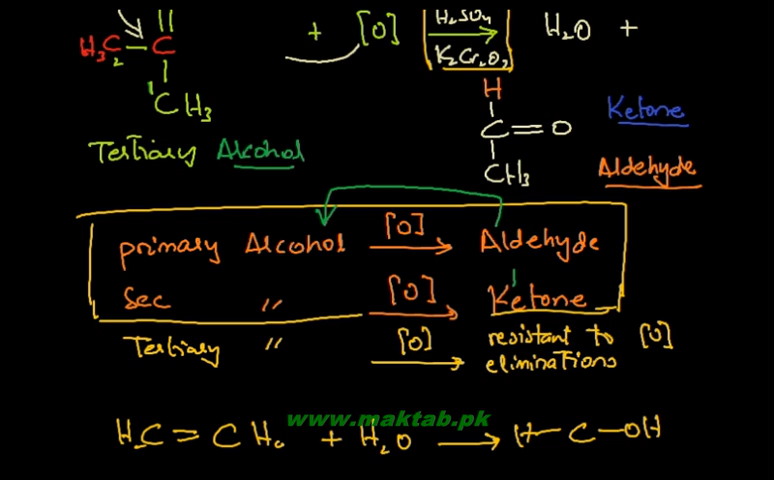 H₃C₂ – C + [O] H₂SO₄ H₂O +
K₂Cr₂O₇
'CH₃ H Ketone
C = O
Tertiary Alcohol CH₃ Aldehyde
primary Alcohol [O] Aldehyde
Sec " [O] Ketone
Tertiary " [O] resistant to [O]
eliminations
www.maktab.pk
H₂C = CH₂ + H₂O → H – C – OH